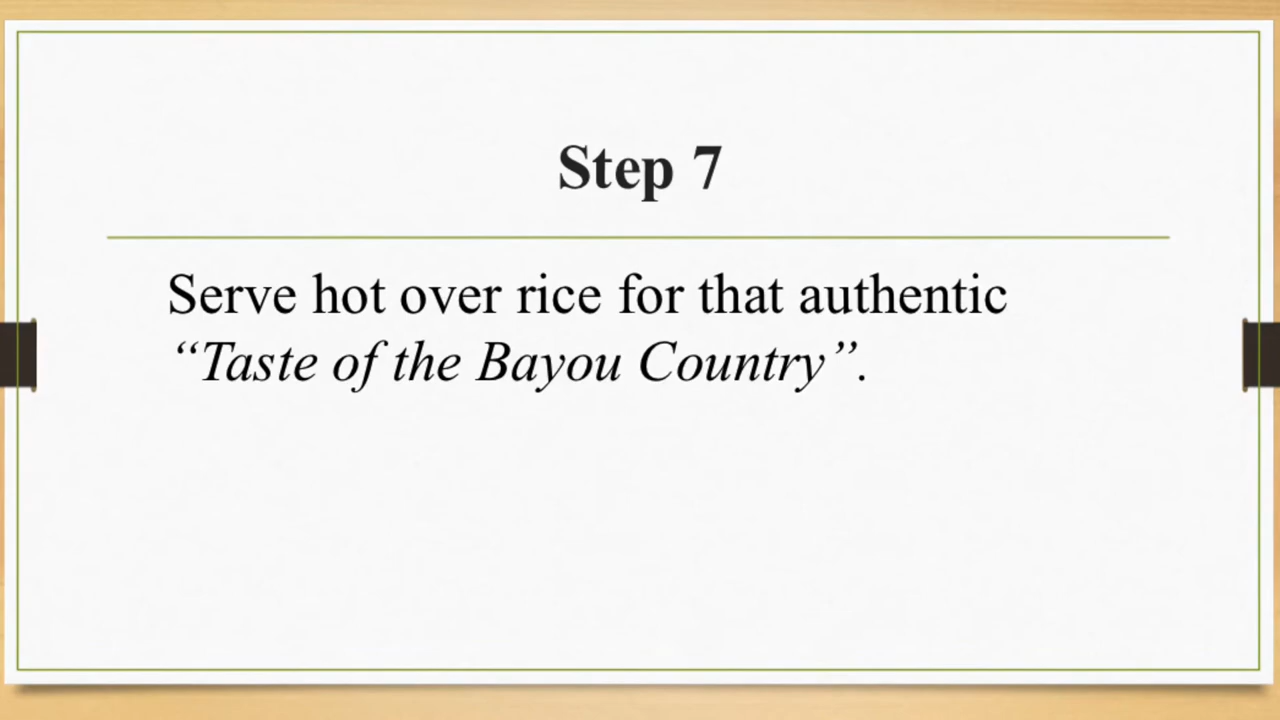 Step 7
Serve hot over rice for that authentic
“Taste of the Bayou Country”.